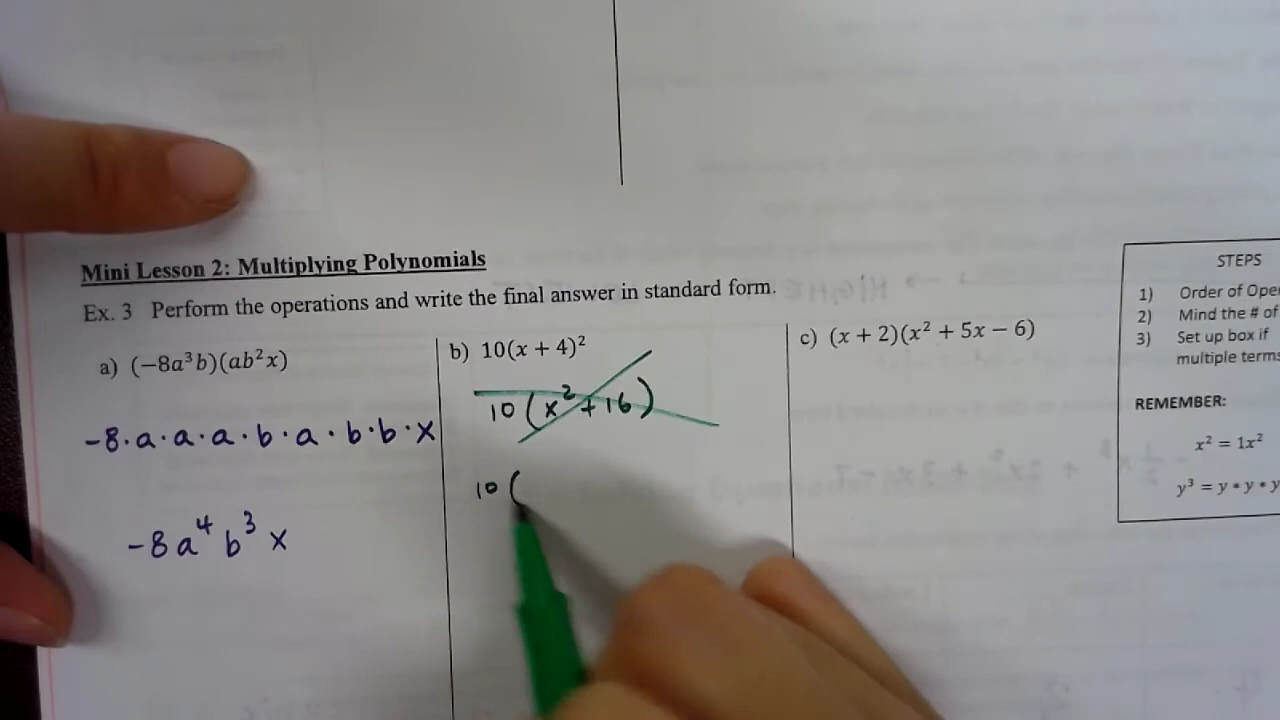 Mini Lesson 2: Multiplying Polynomials
Ex. 3 Perform the operations and write the final answer in standard form.
a) (−8a³b)(ab²x)
-8·a·a·a·b·a·b·b·x
-8a⁴b³x
b) 10(x + 4)²
10(x²+16)
10(
c) (x + 2)(x² + 5x − 6)
STEPS
1) Order of
2) Mind the # of
3) Set up box if
multiple
REMEMBER:
x² = 1x²
y³ = y • y • y